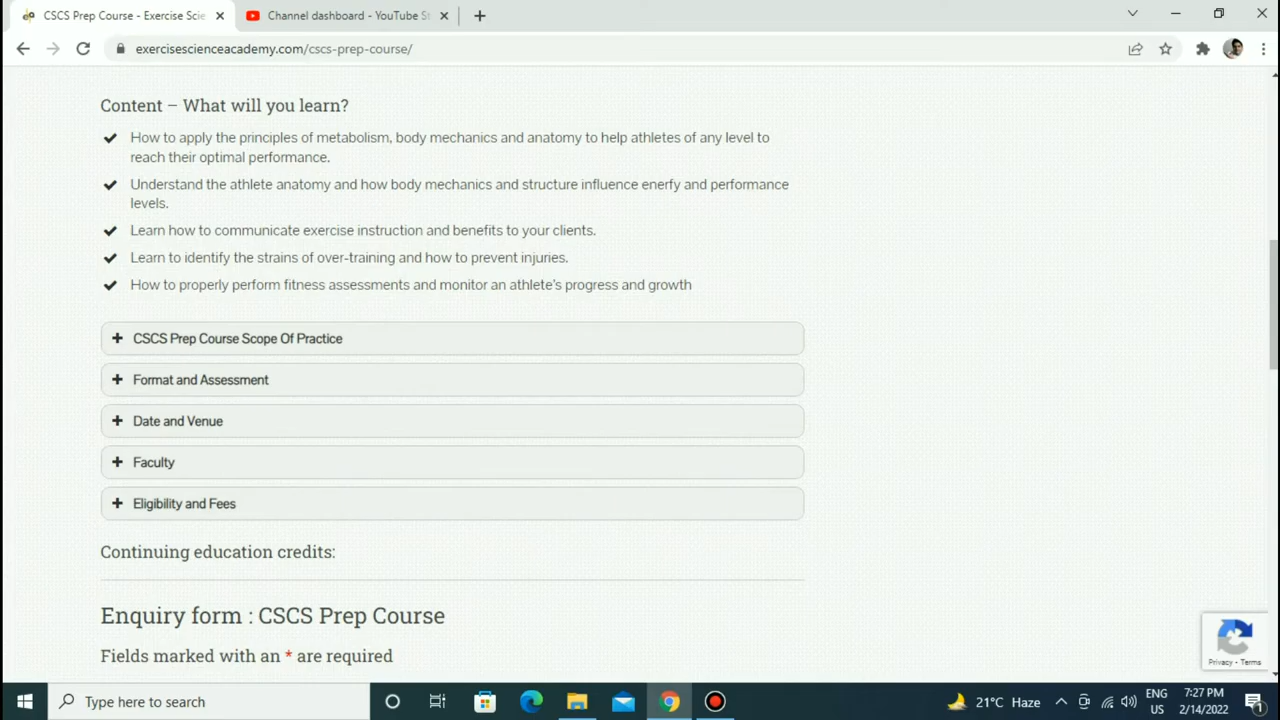 CSCS Prep Course - Exercise Scie
Channel dashboard - YouTube St
exercisescienceacademy.com/cscs-prep-course/
Content – What will you learn?
How to apply the principles of metabolism, body mechanics and anatomy to help athletes of any level to
reach their optimal performance.
Understand the athlete anatomy and how body mechanics and structure influence enerfy and performance
levels.
Learn how to communicate exercise instruction and benefits to your clients.
Learn to identify the strains of over-training and how to prevent injuries.
How to properly perform fitness assessments and monitor an athlete's progress and growth
CSCS Prep Course Scope Of Practice
Format and Assessment
Date and Venue
Faculty
Eligibility and Fees
Continuing education credits:
Enquiry form : CSCS Prep Course
Fields marked with an * are required
Privacy - Terms
Type here to search
21°C Haze
ENG
US
7:27 PM
2/14/2022
1